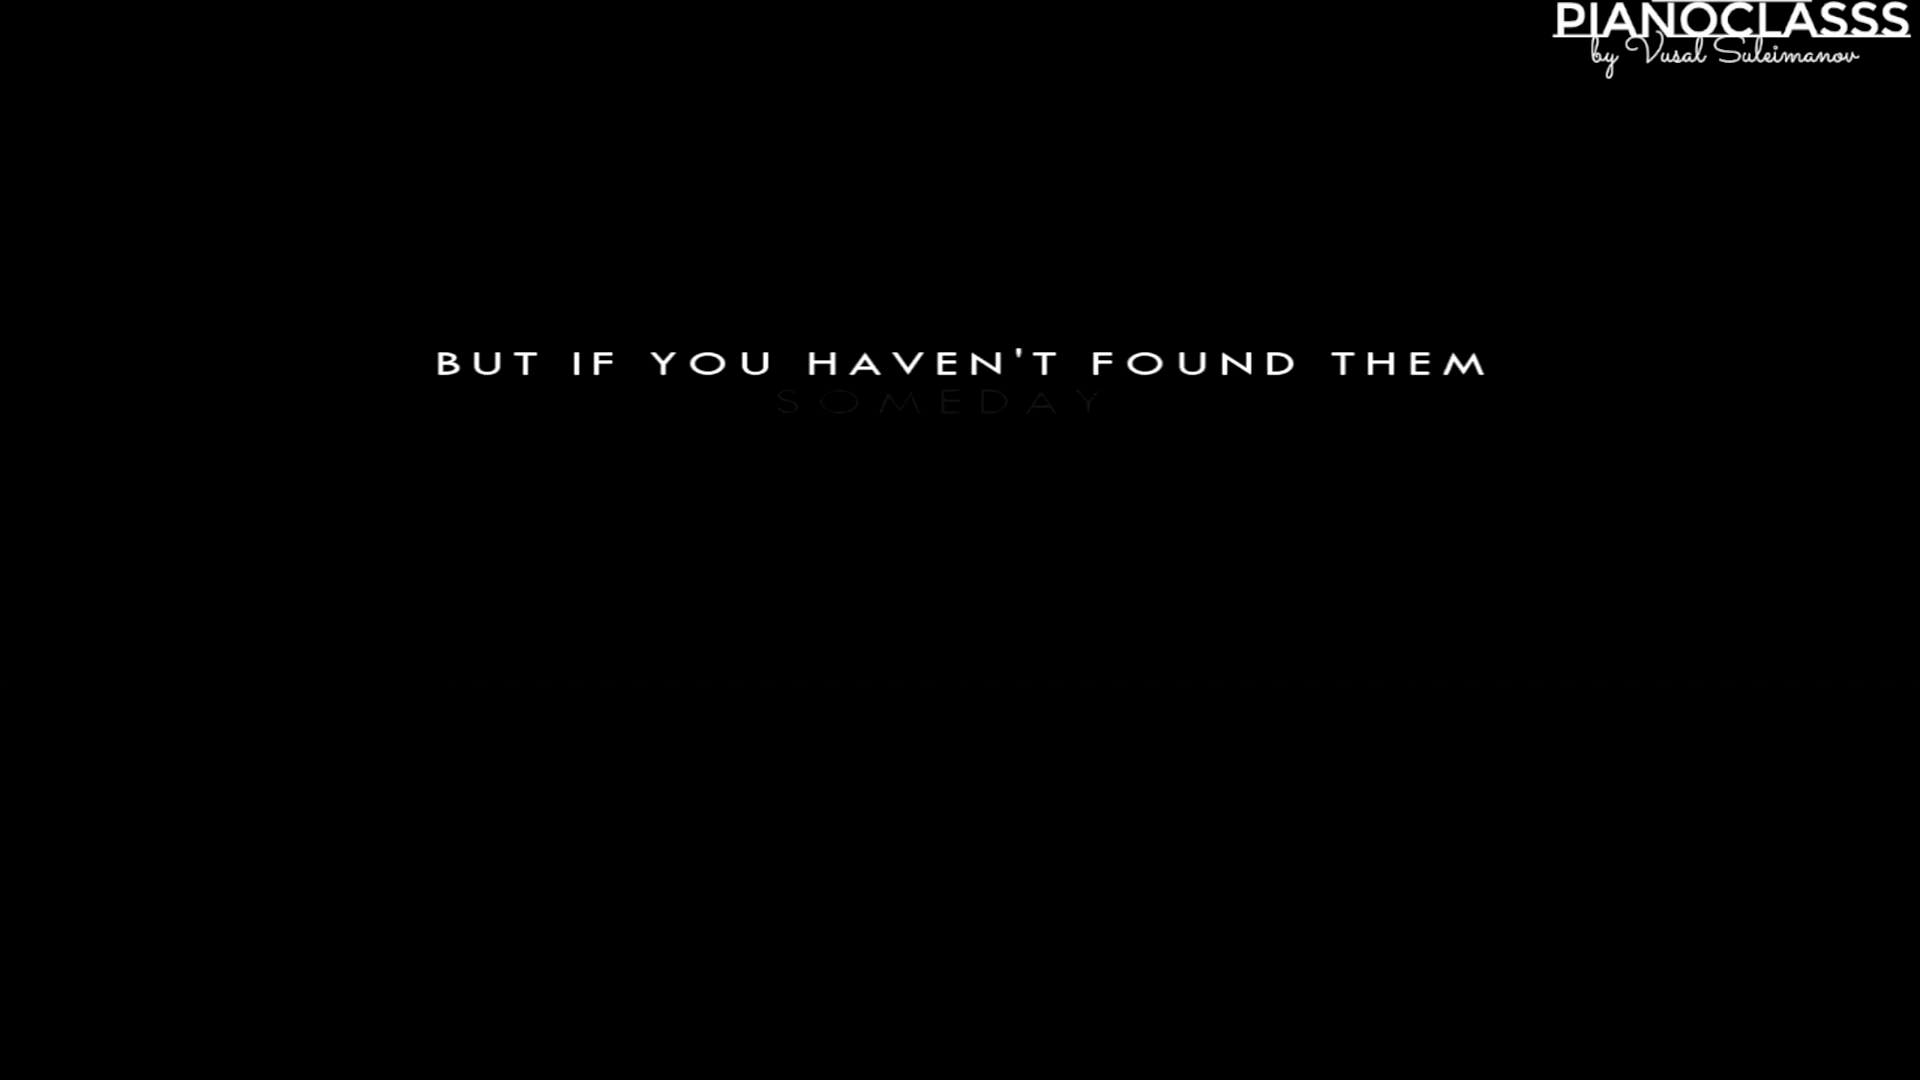 PIANOCLASSS
by Vusal Suleimanov
BUT IF YOU HAVEN'T FOUND THEM
SOMEDAY